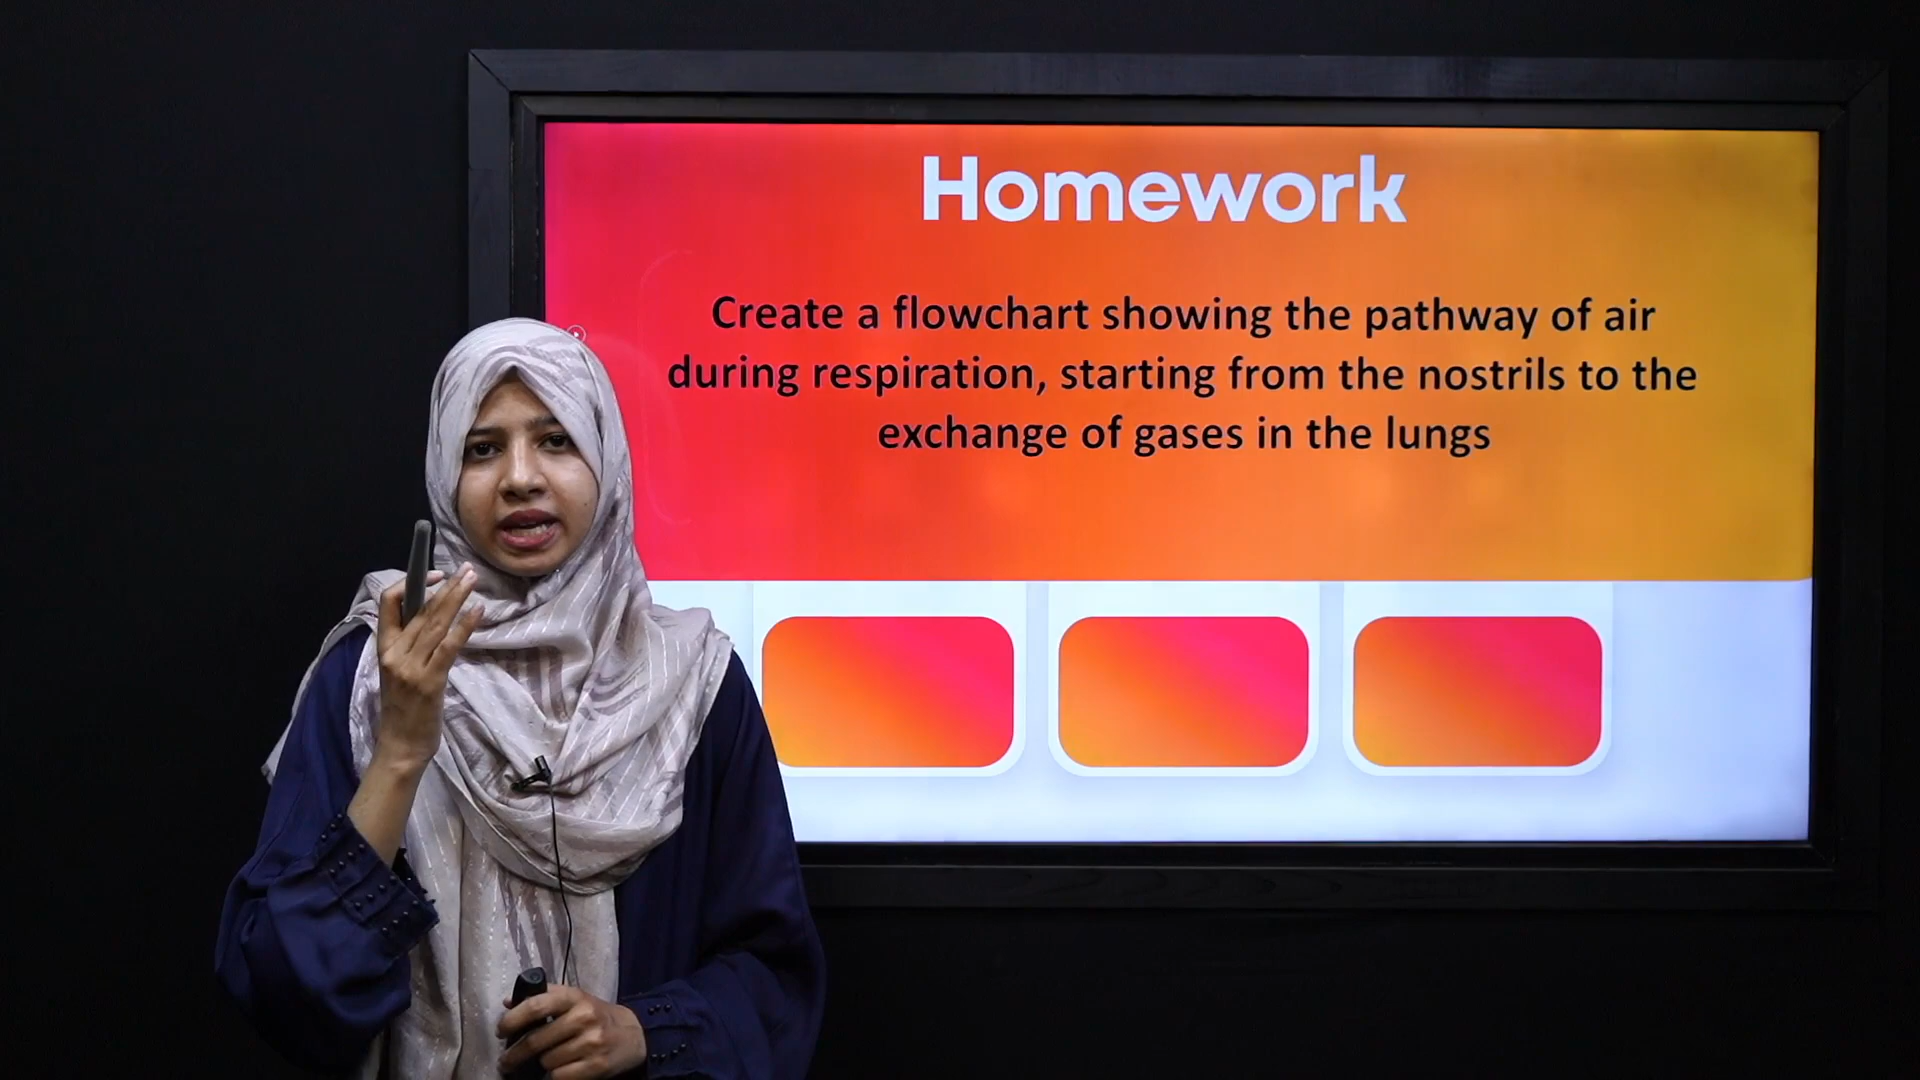 Homework
Create a flowchart showing the pathway of air
during respiration, starting from the nostrils to the
exchange of gases in the lungs